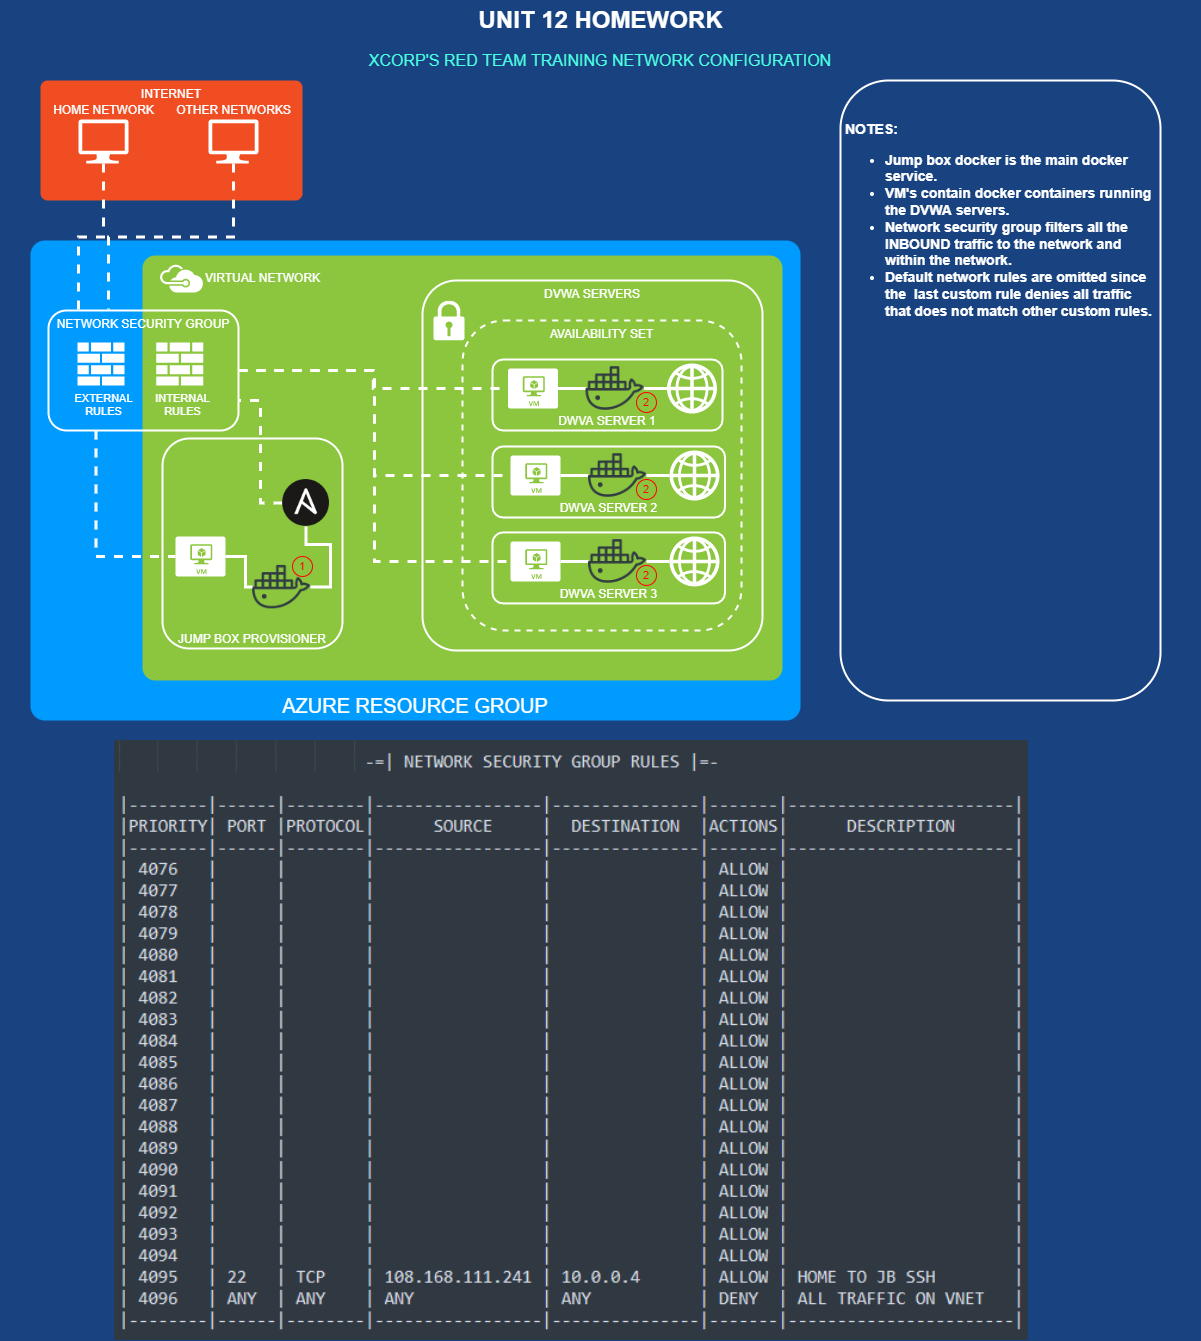 UNIT 12 HOMEWORK
XCORP'S RED TEAM TRAINING NETWORK CONFIGURATION
INTERNET
HOME NETWORK OTHER NETWORKS
VIRTUAL NETWORK
NETWORK SECURITY GROUP
EXTERNAL
RULES
INTERNAL
RULES
DVWA SERVERS
AVAILABILITY SET
VM
2
DWVA SERVER 1
VM
2
DWVA SERVER 2
VM
2
DWVA SERVER 3
VM
1
JUMP BOX PROVISIONER
AZURE RESOURCE GROUP
NOTES:
• Jump box docker is the main docker
service.
• VM's contain docker containers running
the DVWA servers.
• Network security group filters all the
INBOUND traffic to the network and
within the network.
• Default network rules are omitted since
the last custom rule denies all traffic
that does not match other custom rules.
-=| NETWORK SECURITY GROUP RULES |=-
|--------|------|--------|-----------------|---------------|-------|-----------------------|
|PRIORITY| PORT |PROTOCOL| SOURCE | DESTINATION |ACTIONS| DESCRIPTION |
|--------|------|--------|-----------------|---------------|-------|-----------------------|
| 4076 | | | | | ALLOW | |
| 4077 | | | | | ALLOW | |
| 4078 | | | | | ALLOW | |
| 4079 | | | | | ALLOW | |
| 4080 | | | | | ALLOW | |
| 4081 | | | | | ALLOW | |
| 4082 | | | | | ALLOW | |
| 4083 | | | | | ALLOW | |
| 4084 | | | | | ALLOW | |
| 4085 | | | | | ALLOW | |
| 4086 | | | | | ALLOW | |
| 4087 | | | | | ALLOW | |
| 4088 | | | | | ALLOW | |
| 4089 | | | | | ALLOW | |
| 4090 | | | | | ALLOW | |
| 4091 | | | | | ALLOW | |
| 4092 | | | | | ALLOW | |
| 4093 | | | | | ALLOW | |
| 4094 | | | | | ALLOW | |
| 4095 | 22 | TCP | 108.168.111.241 | 10.0.0.4 | ALLOW | HOME TO JB SSH |
| 4096 | ANY | ANY | ANY | ANY | DENY | ALL TRAFFIC ON VNET |
|--------|------|--------|-----------------|---------------|-------|-----------------------|